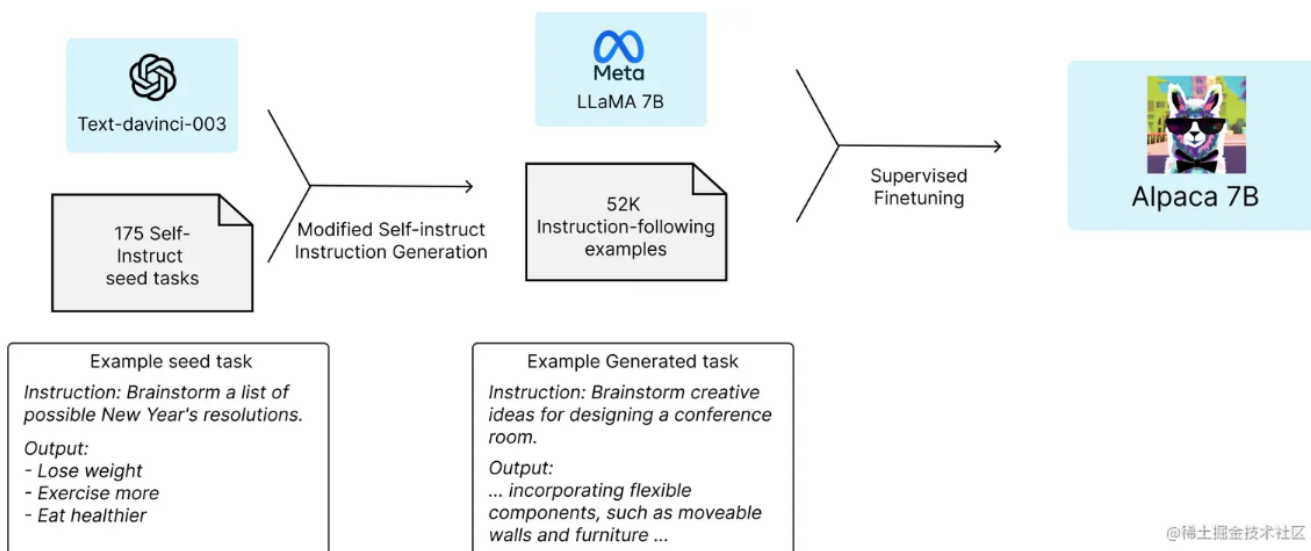 Text-davinci-003
175 Self-
Instruct
seed tasks
Modified Self-instruct
Instruction Generation
Meta
LLaMA 7B
52K
Instruction-following
examples
Supervised
Finetuning
Alpaca 7B
Example seed task
Instruction: Brainstorm a list of
possible New Year's resolutions.
Output:
- Lose weight
- Exercise more
- Eat healthier
Example Generated task
Instruction: Brainstorm creative
ideas for designing a conference
room.
Output:
... incorporating flexible
components, such as moveable
walls and furniture ...
@稀土掘金技术社区